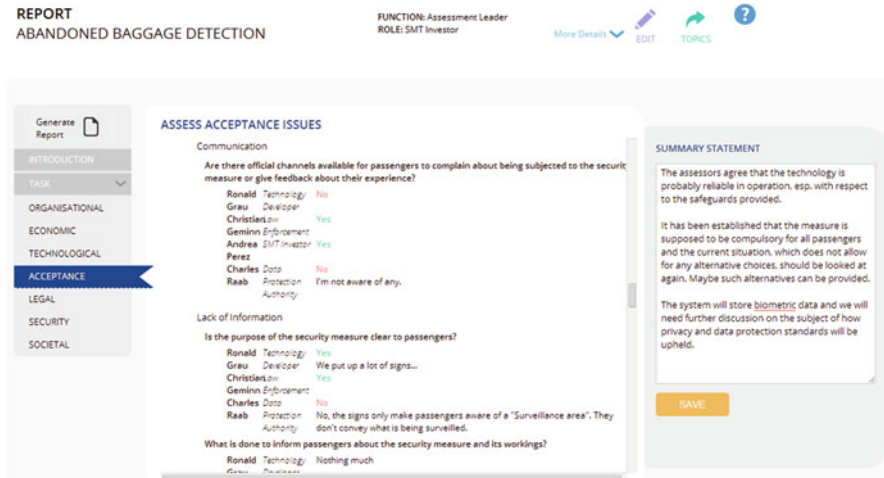 REPORT
ABANDONED BAGGAGE DETECTION
FUNCTION: Assessment Leader
ROLE: SMT Investor
More Details
EDIT
TOPICS
?
Generate
Report
INTRODUCTION
TASK
ORGANISATIONAL
ECONOMIC
TECHNOLOGICAL
ACCEPTANCE
LEGAL
SECURITY
SOCIETAL
ASSESS ACCEPTANCE ISSUES
Communication
Are there official channels available for passengers to complain about being subjected to the securit
measure or give feedback about their experience?
Ronald Technology No
Grau Developer
Christian Law Yes
Geminn Enforcement
Andrea SMT Investor Yes
Perez
Charles Data No
Raab Protection I'm not aware of any.
Authority
Lack of Information
Is the purpose of the security measure clear to passengers?
Ronald Technology Yes
Grau Developer We put up a lot of signs...
Christian Law Yes
Geminn Enforcement
Charles Data No
Raab Protection No, the signs only make passengers aware of a "Surveillance area". They
Authority don't convey what is being surveilled.
What is done to inform passengers about the security measure and its workings?
Ronald Technology Nothing much
Grau Developer
SUMMARY STATEMENT
The assessors agree that the technology is
probably reliable in operation, esp. with respect
to the safeguards provided.
It has been established that the measure is
supposed to be compulsory for all passengers
and the current situation, which does not allow
for any alternative choices, should be looked at
again. Maybe such alternatives can be provided.
The system will store biometric data and we will
need further discussion on the subject of how
privacy and data protection standards will be
upheld.
SAVE